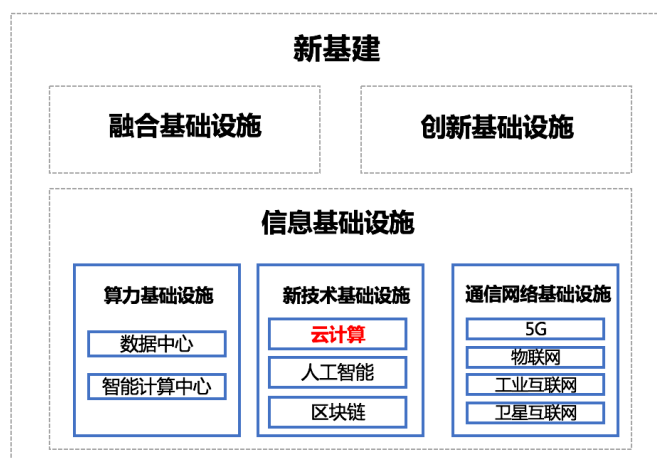 新基建
融合基础设施
创新基础设施
信息基础设施
算力基础设施
数据中心
智能计算中心
新技术基础设施
云计算
人工智能
区块链
通信网络基础设施
5G
物联网
工业互联网
卫星互联网